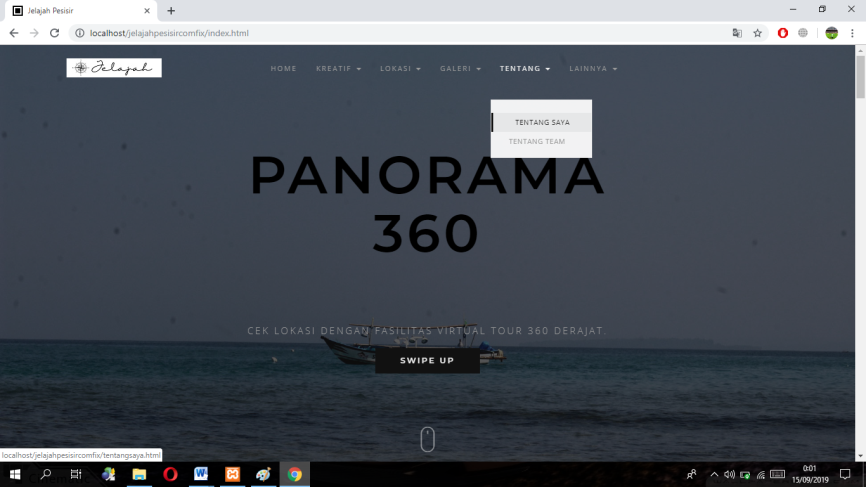 Jelajah Pesisir
localhost/jelajahpesisircomfix/index.html
Jelajah
HOME KREATIF LOKASI GALERI TENTANG LAINNYA
TENTANG SAYA
TENTANG TEAM
PANORAMA
360
CEK LOKASI DENGAN FASILITAS VIRTUAL TOUR 360 DERAJAT.
SWIPE UP
localhost/jelajahpesisircomfix/tentangsaya.html
0:01
15/09/2019